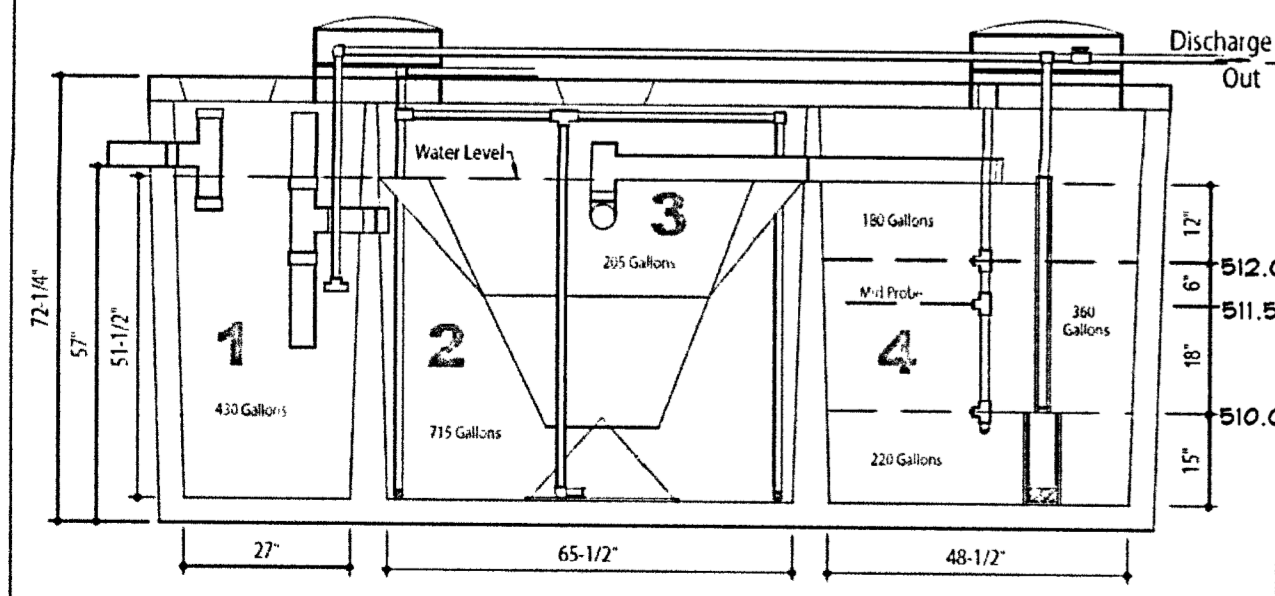 Discharge
Out
Water Level
3
180 Gallons
12"
205 Gallons
512.0
6"
Mid Probe
511.5
72-1/4"
57"
51-1/2"
1
2
4
360
Gallons
18"
430 Gallons
715 Gallons
510.0
220 Gallons
15"
27"
65-1/2"
48-1/2"